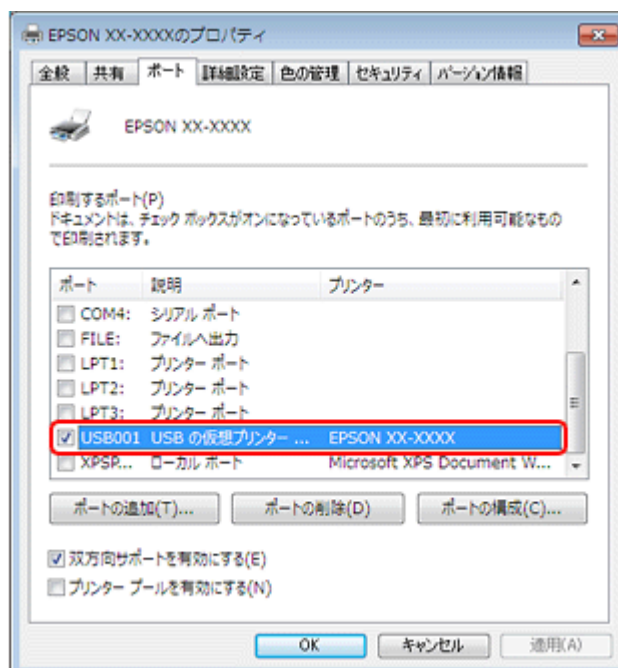 EPSON XX-XXXXのプロパティ
全般 共有 ポート 詳細設定 色の管理 セキュリティ バージョン情報
EPSON XX-XXXX
印刷するポート(P)
ドキュメントは、チェック ボックスがオンになっているポートのうち、最初に利用可能なもの
で印刷されます。
ポート 説明 プリンター
COM4: シリアル ポート
FILE: ファイルへ出力
LPT1: プリンター ポート
LPT2: プリンター ポート
LPT3: プリンター ポート
USB001 USB の仮想プリンター ... EPSON XX-XXXX
XPSP... ローカル ポート Microsoft XPS Document W...
ポートの追加(T)... ポートの削除(D) ポートの構成(C)...
双方向サポートを有効にする(E)
プリンター プールを有効にする(N)
OK キャンセル 適用(A)